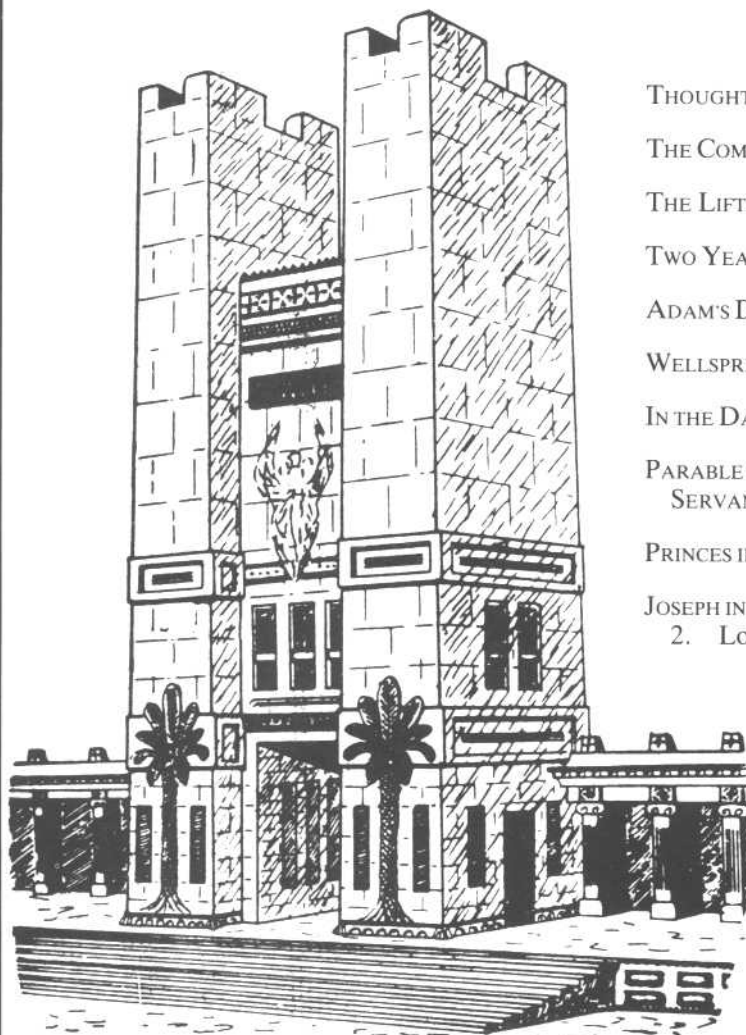 THOUGHT
THE COM
THE LIFT
TWO YEA
ADAM'S D
WELLSPR
IN THE DA
PARABLE
SERVAN
PRINCES I
JOSEPH IN
2. LO